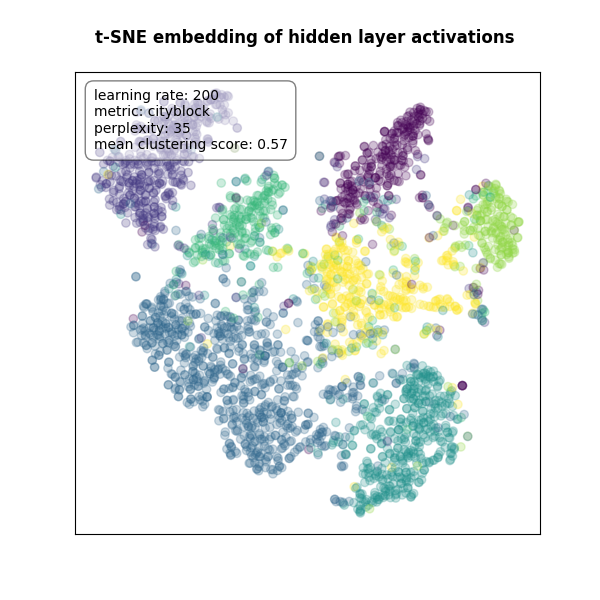 t-SNE embedding of hidden layer activations
learning rate: 200
metric: cityblock
perplexity: 35
mean clustering score: 0.57